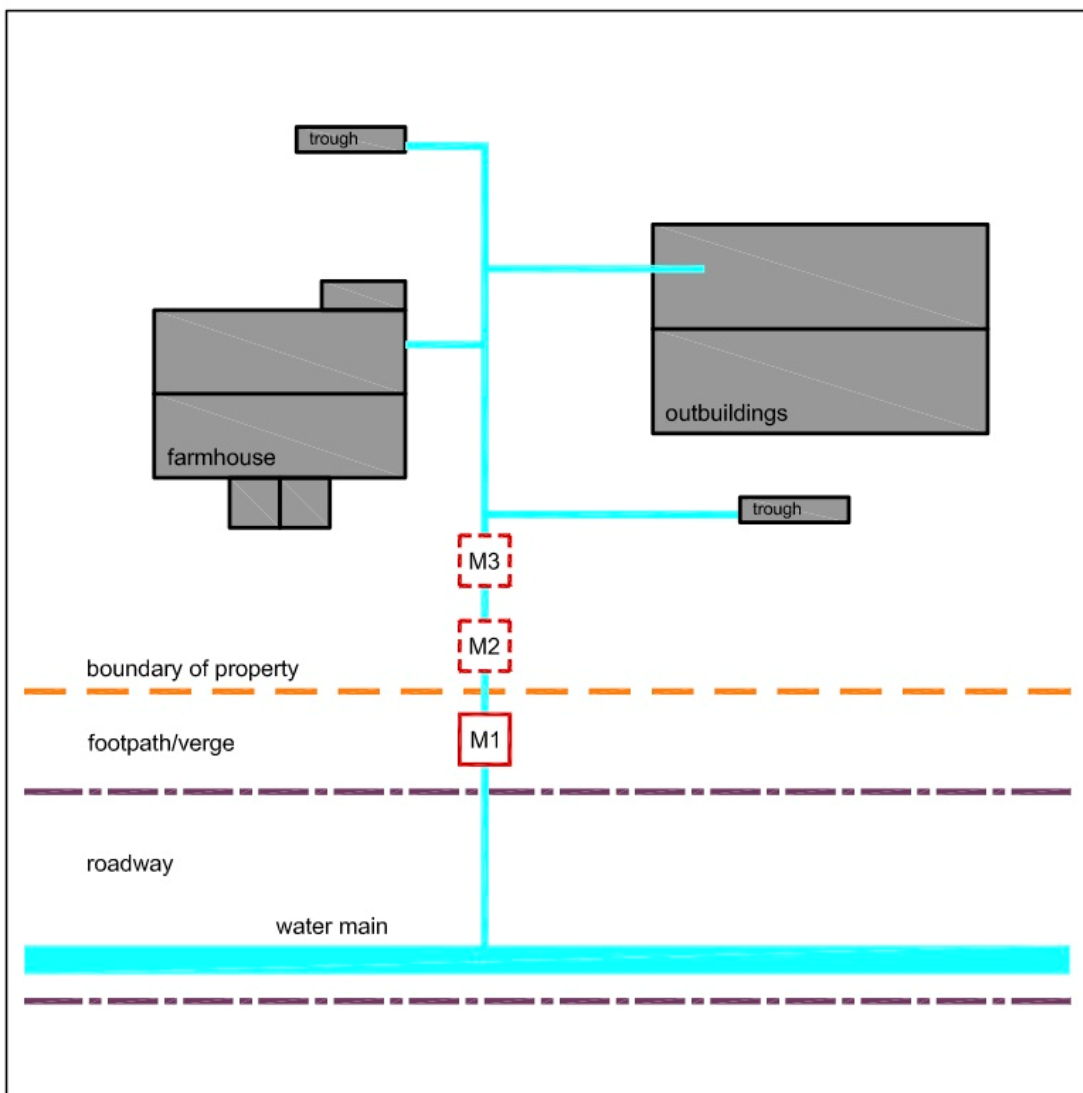 trough
outbuildings
farmhouse
trough
M3
M2
boundary of property
M1
footpath/verge
roadway
water main